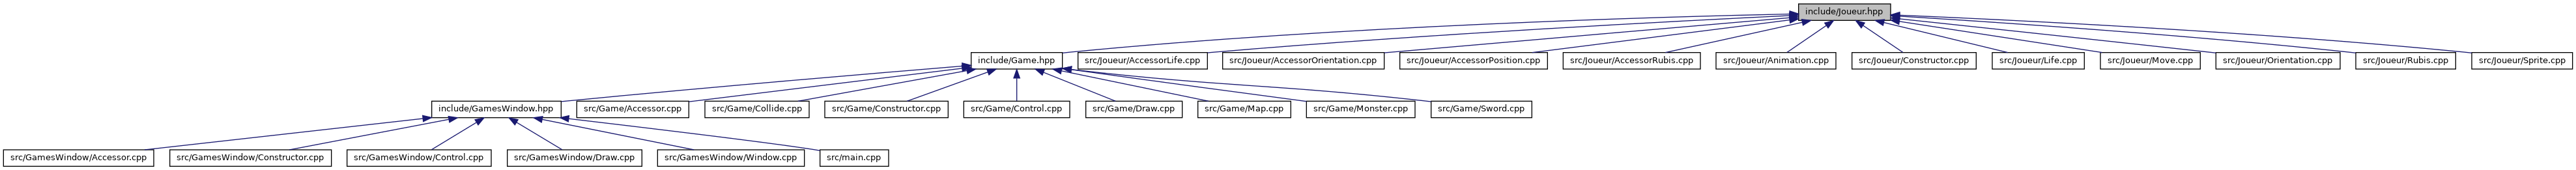 include/Joueur.hpp
include/Game.hpp
src/Joueur/AccessorLife.cpp
src/Joueur/AccessorOrientation.cpp
src/Joueur/AccessorPosition.cpp
src/Joueur/AccessorRubis.cpp
src/Joueur/Animation.cpp
src/Joueur/Constructor.cpp
src/Joueur/Life.cpp
src/Joueur/Move.cpp
src/Joueur/Orientation.cpp
src/Joueur/Rubis.cpp
src/Joueur/Sprite.cpp
include/GamesWindow.hpp
src/Game/Accessor.cpp
src/Game/Collide.cpp
src/Game/Constructor.cpp
src/Game/Control.cpp
src/Game/Draw.cpp
src/Game/Map.cpp
src/Game/Monster.cpp
src/Game/Sword.cpp
src/GamesWindow/Accessor.cpp
src/GamesWindow/Constructor.cpp
src/GamesWindow/Control.cpp
src/GamesWindow/Draw.cpp
src/GamesWindow/Window.cpp
src/main.cpp